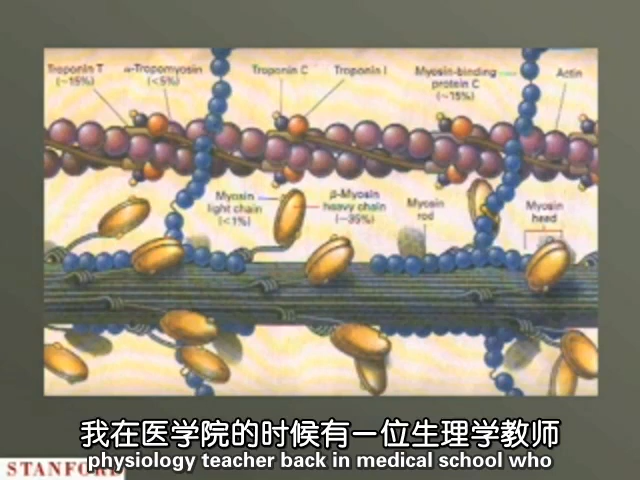 Troponin T
(~15%)
α-Tropomyosin
(<5%)
Troponin C
Troponin I
Myosin-binding
protein C
(~15%)
Actin
Myosin
light chain
(<1%)
β-Myosin
heavy chain
(~35%)
Myosin
rod
Myosin
head
我在医学院的时候有一位生理学教师
physiology teacher back in medical school who
STANFORD